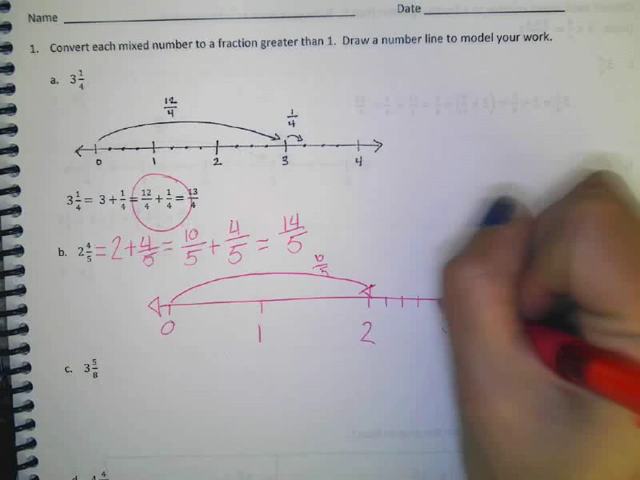 Name Date
1. Convert each mixed number to a fraction greater than 1. Draw a number line to model your work.
a. 3 1/4
12/4 1/4
0 1 2 3 4
3 1/4 = 3 + 1/4 = 12/4 + 1/4 = 13/4
b. 2 4/5 = 2 + 4/5 = 10/5 + 4/5 = 14/5
10/5
0 1 2
c. 3 5/8